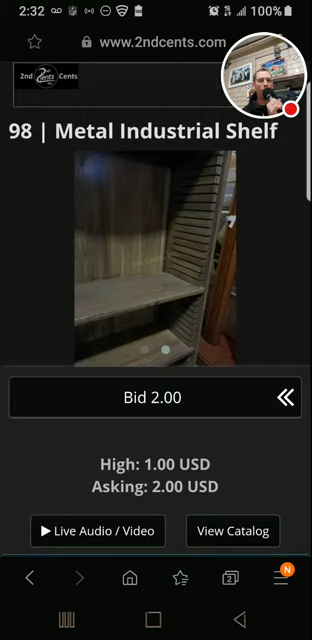 2:32
100%
www.2ndcents.com
2nd Cents Cents
98 | Metal Industrial Shelf
Bid 2.00
High: 1.00 USD
Asking: 2.00 USD
Live Audio / Video
View Catalog
2
N